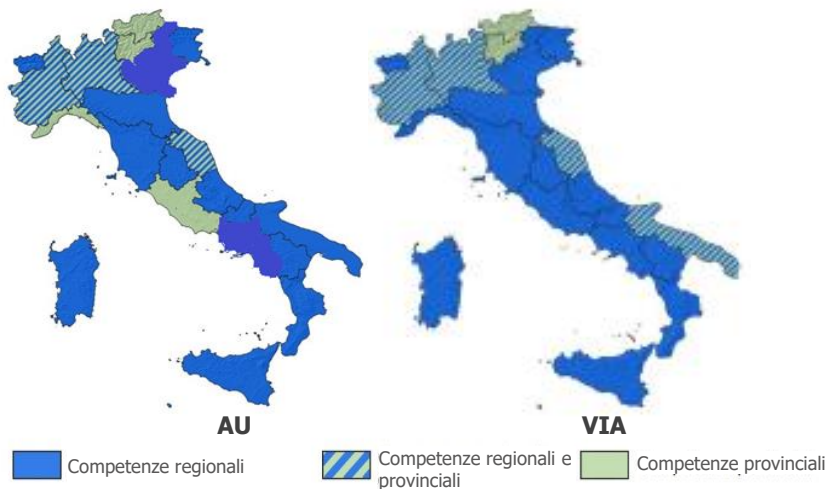 AU
VIA
Competenze regionali
Competenze regionali e
provinciali
Competenze provinciali